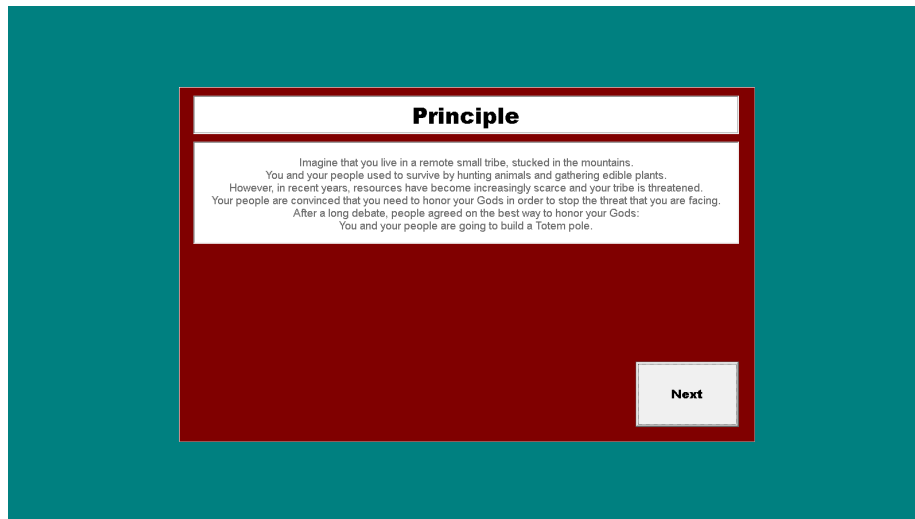 Principle
Imagine that you live in a remote small tribe, stucked in the mountains.
You and your people used to survive by hunting animals and gathering edible plants.
However, in recent years, resources have become increasingly scarce and your tribe is threatened.
Your people are convinced that you need to honor your Gods in order to stop the threat that you are facing.
After a long debate, people agreed on the best way to honor your Gods:
You and your people are going to build a Totem pole.
Next